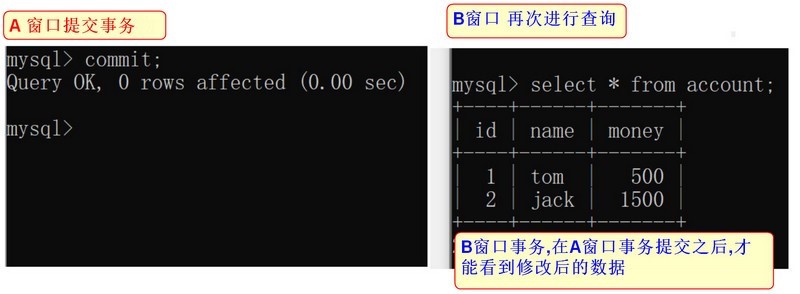 A 窗口提交事务
mysql> commit;
Query OK, 0 rows affected (0.00 sec)
mysql>
B窗口 再次进行查询
mysql> select * from account;
+----+------+-------+
| id | name | money |
+----+------+-------+
| 1 | tom | 500 |
| 2 | jack | 1500 |
+----+------+-------+
B窗口事务,在A窗口事务提交之后,才
能看到修改后的数据